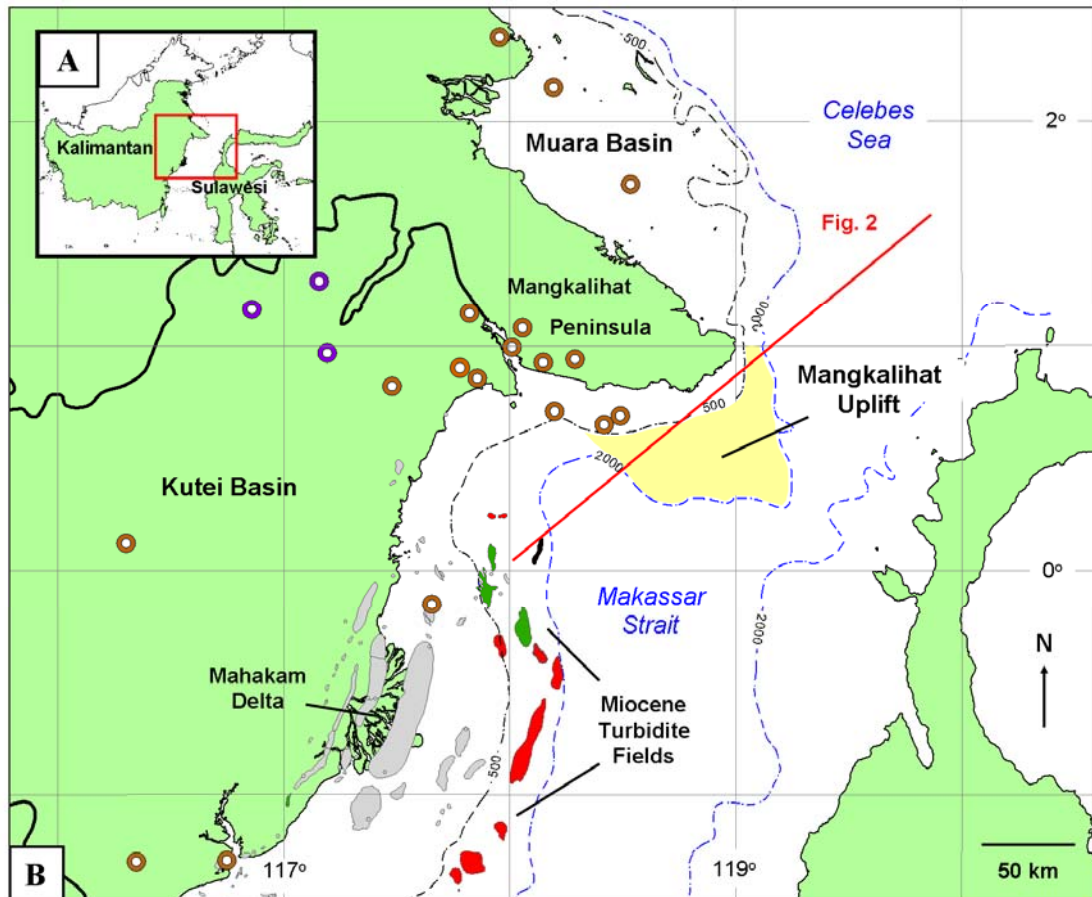 A
Kalimantan
Sulawesi
500
Celebes
Sea
2°
Muara Basin
Fig. 2
Mangkalihat
Peninsula
000
Mangkalihat
Uplift
500
2000
Kutei Basin
0°
Makassar
Strait
N
Mahakam
Delta
Miocene
Turbidite
Fields
2000
500
B
117°
119°
50 km